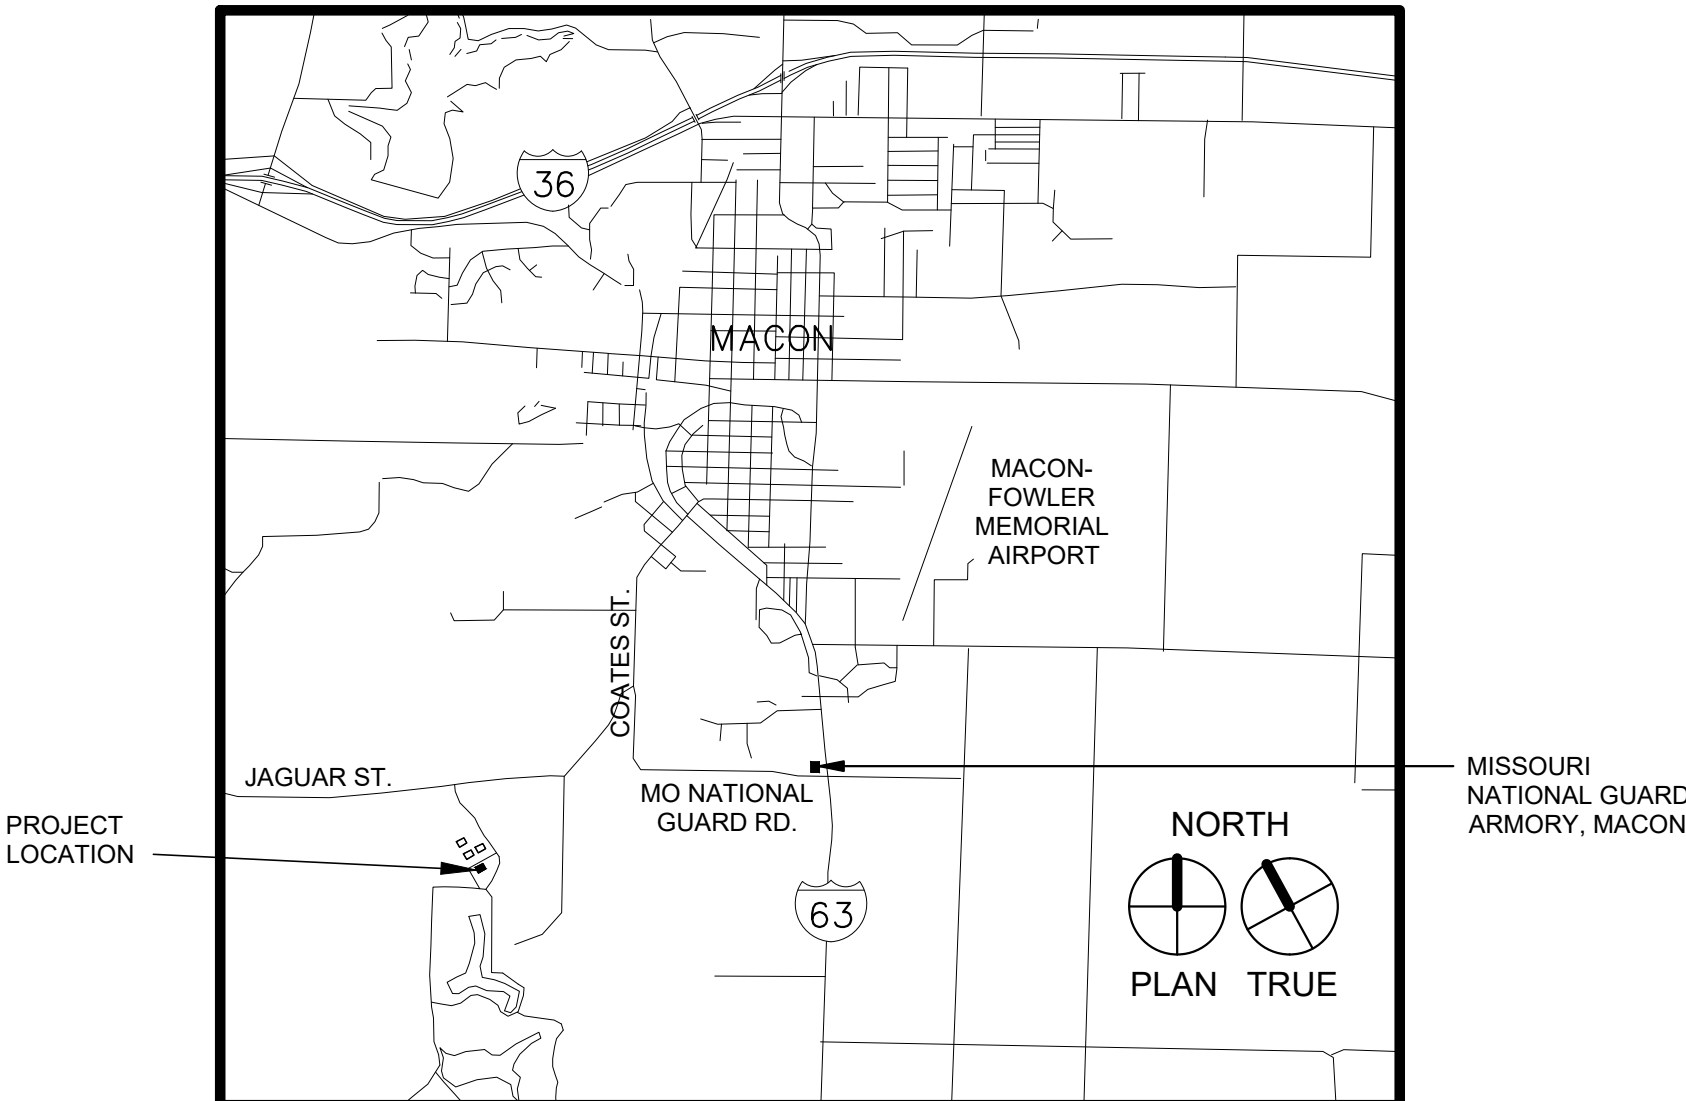 36
MACON
MACON-
FOWLER
MEMORIAL
AIRPORT
COATES ST.
JAGUAR ST.
MO NATIONAL
GUARD RD.
MISSOURI
NATIONAL GUARD
ARMORY, MACON
PROJECT
LOCATION
63
NORTH
PLAN TRUE